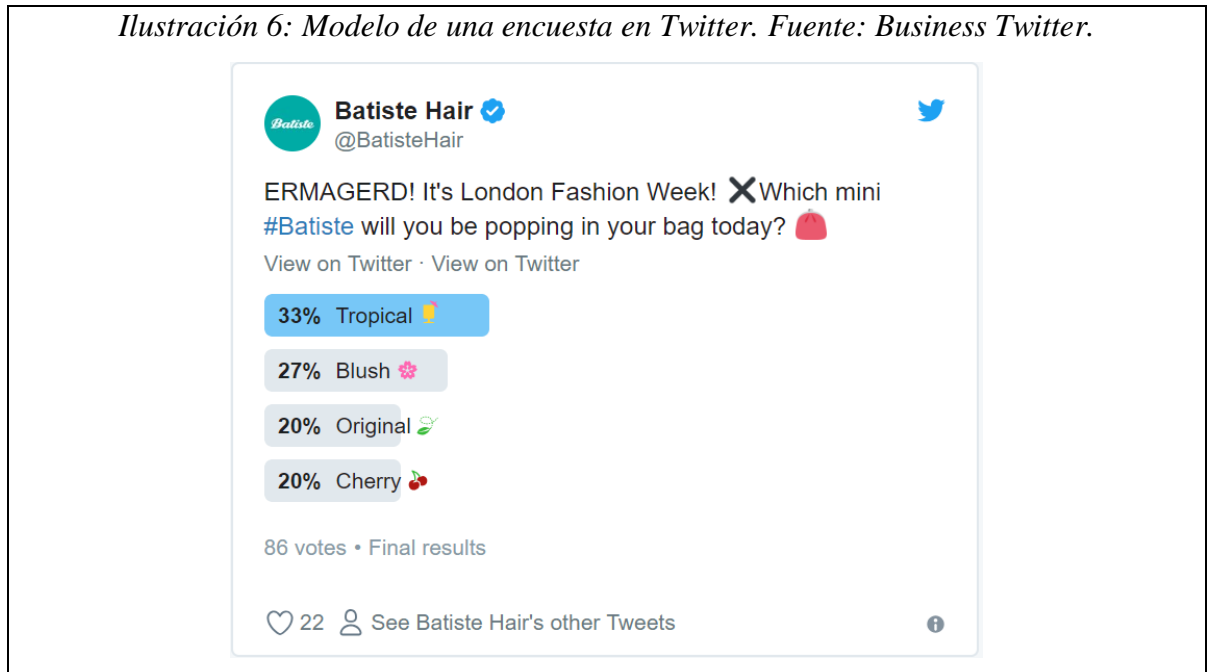 Ilustración 6: Modelo de una encuesta en Twitter. Fuente: Business Twitter.
Batiste
Batiste Hair
@BatisteHair
ERMAGERD! It's London Fashion Week! ❌Which mini
#Batiste will you be popping in your bag today? 👛
View on Twitter · View on Twitter
33% Tropical 🍹
27% Blush 🌸
20% Original 🍃
20% Cherry 🍒
86 votes • Final results
22 See Batiste Hair's other Tweets